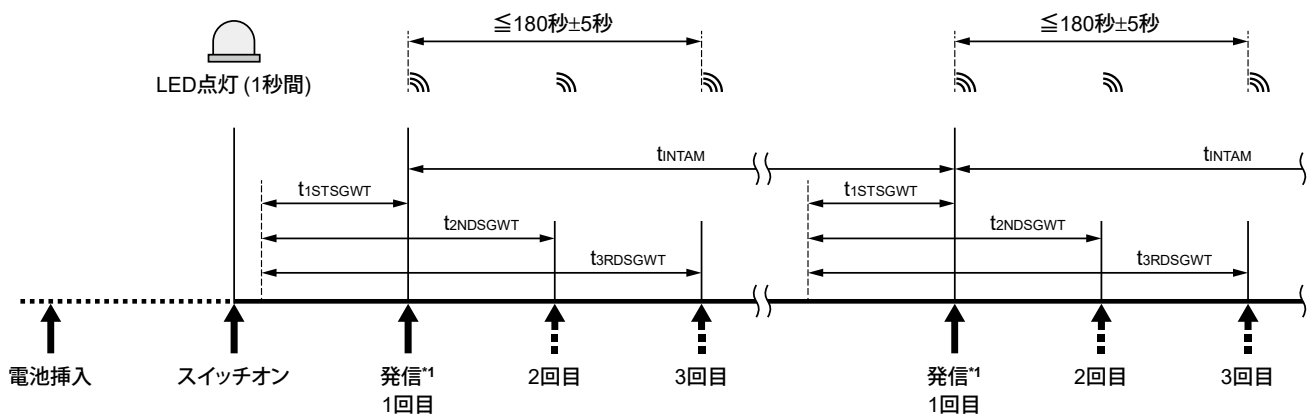 ≦180秒±5秒
≦180秒±5秒
LED点灯 (1秒間)
tINTAM
tINTAM
t1STSGWT
t1STSGWT
t2NDSGWT
t2NDSGWT
t3RDSGWT
t3RDSGWT
電池挿入
スイッチオン
発信*1
1回目
2回目
3回目
発信*1
1回目
2回目
3回目